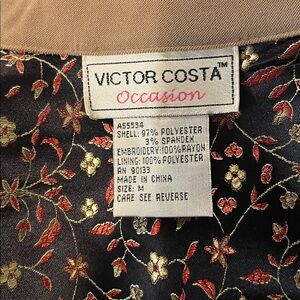 VICTOR COSTA™
Occasion
A55534
SHELL: 97% POLYESTER
3% SPANDEX
EMBROIDERY:100%RAYON
LINING: 100%POLYESTER
RN 90133
MADE IN CHINA
SIZE: M
CARE SEE REVERSE